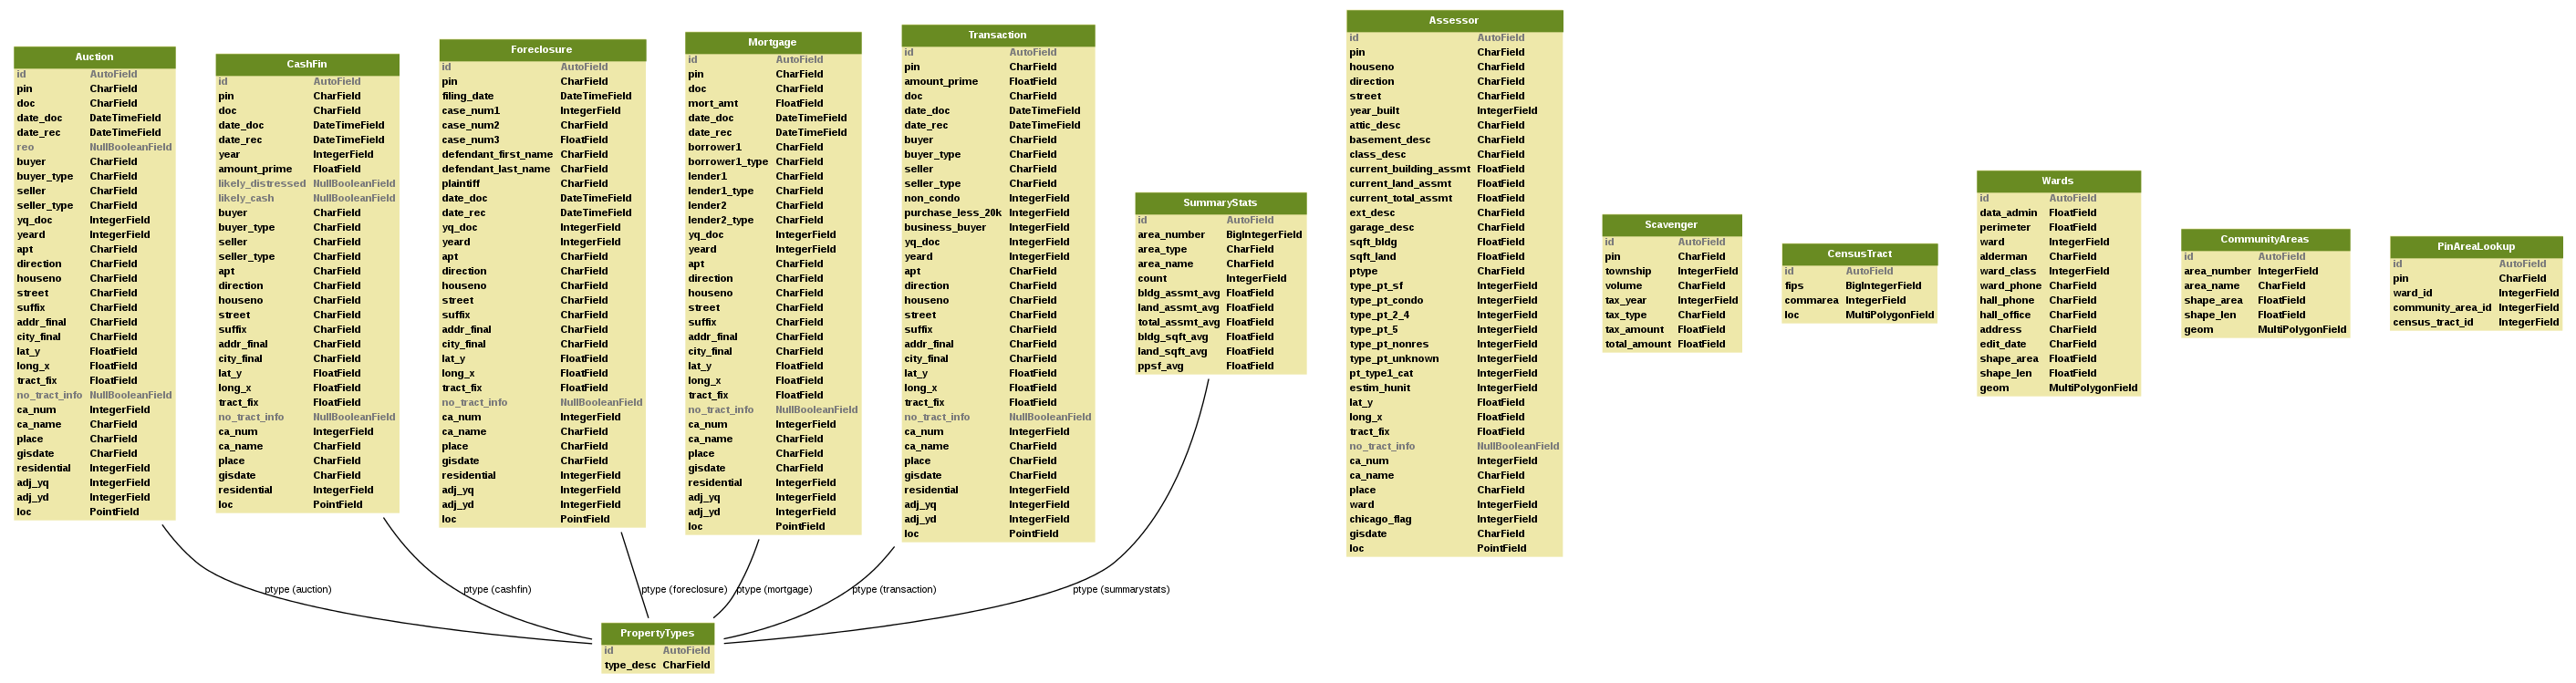 Auction
id AutoField
pin CharField
doc CharField
date_doc DateTimeField
date_rec DateTimeField
reo NullBooleanField
buyer CharField
buyer_type CharField
seller CharField
seller_type CharField
yq_doc IntegerField
yeard IntegerField
apt CharField
direction CharField
houseno CharField
street CharField
suffix CharField
addr_final CharField
city_final CharField
lat_y FloatField
long_x FloatField
tract_fix FloatField
no_tract_info NullBooleanField
ca_num IntegerField
ca_name CharField
place CharField
gisdate CharField
residential IntegerField
adj_yq IntegerField
adj_yd IntegerField
loc PointField
CashFin
id AutoField
pin CharField
doc CharField
date_doc DateTimeField
date_rec DateTimeField
year IntegerField
amount_prime FloatField
likely_distressed NullBooleanField
likely_cash NullBooleanField
buyer CharField
buyer_type CharField
seller CharField
seller_type CharField
apt CharField
direction CharField
houseno CharField
street CharField
suffix CharField
addr_final CharField
city_final CharField
lat_y FloatField
long_x FloatField
tract_fix FloatField
no_tract_info NullBooleanField
ca_num IntegerField
ca_name CharField
place CharField
gisdate CharField
residential IntegerField
loc PointField
Foreclosure
id AutoField
pin CharField
filing_date DateTimeField
case_num1 IntegerField
case_num2 CharField
case_num3 FloatField
defendant_first_name CharField
defendant_last_name CharField
plaintiff CharField
date_doc DateTimeField
date_rec DateTimeField
yq_doc IntegerField
yeard IntegerField
apt CharField
direction CharField
houseno CharField
street CharField
suffix CharField
addr_final CharField
city_final CharField
lat_y FloatField
long_x FloatField
tract_fix FloatField
no_tract_info NullBooleanField
ca_num IntegerField
ca_name CharField
place CharField
gisdate CharField
residential IntegerField
adj_yq IntegerField
adj_yd IntegerField
loc PointField
Mortgage
id AutoField
pin CharField
doc CharField
mort_amt FloatField
date_doc DateTimeField
date_rec DateTimeField
borrower1 CharField
borrower1_type CharField
lender1 CharField
lender1_type CharField
lender2 CharField
lender2_type CharField
yq_doc IntegerField
yeard IntegerField
apt CharField
direction CharField
houseno CharField
street CharField
suffix CharField
addr_final CharField
city_final CharField
lat_y FloatField
long_x FloatField
tract_fix FloatField
no_tract_info NullBooleanField
ca_num IntegerField
ca_name CharField
place CharField
gisdate CharField
residential IntegerField
adj_yq IntegerField
adj_yd IntegerField
loc PointField
Transaction
id AutoField
pin CharField
amount_prime FloatField
doc CharField
date_doc DateTimeField
date_rec DateTimeField
buyer CharField
buyer_type CharField
seller CharField
seller_type CharField
non_condo IntegerField
purchase_less_20k IntegerField
business_buyer IntegerField
yq_doc IntegerField
yeard IntegerField
apt CharField
direction CharField
houseno CharField
street CharField
suffix CharField
addr_final CharField
city_final CharField
lat_y FloatField
long_x FloatField
tract_fix FloatField
no_tract_info NullBooleanField
ca_num IntegerField
ca_name CharField
place CharField
gisdate CharField
residential IntegerField
adj_yq IntegerField
adj_yd IntegerField
loc PointField
SummaryStats
id AutoField
area_number BigIntegerField
area_type CharField
area_name CharField
count IntegerField
bldg_assmt_avg FloatField
land_assmt_avg FloatField
total_assmt_avg FloatField
bldg_sqft_avg FloatField
land_sqft_avg FloatField
ppsf_avg FloatField
Assessor
id AutoField
pin CharField
houseno CharField
direction CharField
street CharField
year_built IntegerField
attic_desc CharField
basement_desc CharField
class_desc CharField
current_building_assmt FloatField
current_land_assmt FloatField
current_total_assmt FloatField
ext_desc CharField
garage_desc CharField
sqft_bldg FloatField
sqft_land FloatField
ptype CharField
type_pt_sf IntegerField
type_pt_condo IntegerField
type_pt_2_4 IntegerField
type_pt_5 IntegerField
type_pt_nonres IntegerField
type_pt_unknown IntegerField
pt_type1_cat IntegerField
estim_hunit IntegerField
lat_y FloatField
long_x FloatField
tract_fix FloatField
no_tract_info NullBooleanField
ca_num IntegerField
ca_name CharField
place CharField
ward IntegerField
chicago_flag IntegerField
gisdate CharField
loc PointField
Scavenger
id AutoField
pin CharField
township IntegerField
volume CharField
tax_year IntegerField
tax_type CharField
tax_amount FloatField
total_amount FloatField
CensusTract
id AutoField
fips BigIntegerField
commarea IntegerField
loc MultiPolygonField
Wards
id AutoField
data_admin FloatField
perimeter FloatField
ward IntegerField
alderman CharField
ward_class IntegerField
ward_phone CharField
hall_phone CharField
hall_office CharField
address CharField
edit_date CharField
shape_area FloatField
shape_len FloatField
geom MultiPolygonField
CommunityAreas
id AutoField
area_number IntegerField
area_name CharField
shape_area FloatField
shape_len FloatField
geom MultiPolygonField
PinAreaLookup
id AutoField
pin CharField
ward_id IntegerField
community_area_id IntegerField
census_tract_id IntegerField
ptype (auction)
ptype (cashfin)
ptype (foreclosure)
ptype (mortgage)
ptype (transaction)
ptype (summarystats)
PropertyTypes
id AutoField
type_desc CharField